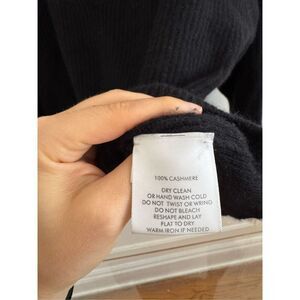 100% CASHMERE
DRY CLEAN
OR HAND WASH COLD
DO NOT TWIST OR WRING
DO NOT BLEACH
RESHAPE AND LAY
FLAT TO DRY
WARM IRON IF NEEDED